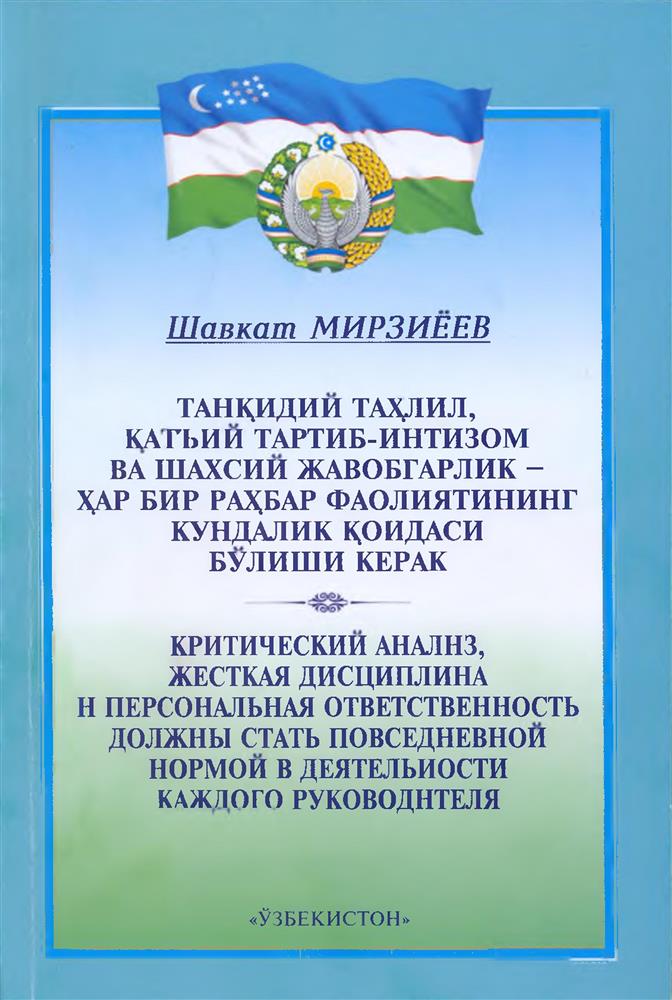 Шавкат МИРЗИЁЕВ
ТАНҚИДИЙ ТАҲЛИЛ,
ҚАТЪИЙ ТАРТИБ-ИНТИЗОМ
ВА ШАХСИЙ ЖАВОБГАРЛИК –
ҲАР БИР РАҲБАР ФАОЛИЯТИНИНГ
КУНДАЛИК ҚОИДАСИ
БЎЛИШИ КЕРАК
КРИТИЧЕСКИЙ АНАЛНЗ,
ЖЕСТКАЯ ДИСЦИПЛИНА
Н ПЕРСОНАЛЬНАЯ ОТВЕТСТВЕННОСТЬ
ДОЛЖНЫ СТАТЬ ПОВСЕДНЕВНОЙ
НОРМОЙ В ДЕЯТЕЛЬИОСТИ
КАЖДОГО РУКОВОДНТЕЛЯ
«ЎЗБЕКИСТОН»